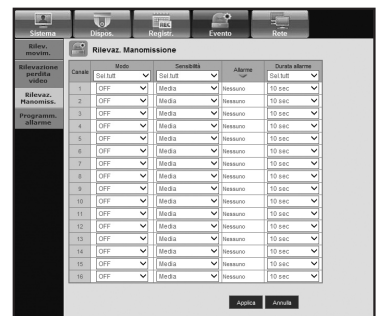 Sistema Dispos. Registr. Evento Rete
Rilev. movim.
Rilevazione perdita video
Rilevaz. Manomiss.
Programm. allarme
Rilevaz. Manomissione
Canale Modo Sensibilità Allarme Durata allarme
Sel.tutt Sel.tutt Sel.tutt
1 OFF Media Nessuno 10 sec
2 OFF Media Nessuno 10 sec
3 OFF Media Nessuno 10 sec
4 OFF Media Nessuno 10 sec
5 OFF Media Nessuno 10 sec
6 OFF Media Nessuno 10 sec
7 OFF Media Nessuno 10 sec
8 OFF Media Nessuno 10 sec
9 OFF Media Nessuno 10 sec
10 OFF Media Nessuno 10 sec
11 OFF Media Nessuno 10 sec
12 OFF Media Nessuno 10 sec
13 OFF Media Nessuno 10 sec
14 OFF Media Nessuno 10 sec
15 OFF Media Nessuno 10 sec
16 OFF Media Nessuno 10 sec
Applica Annulla